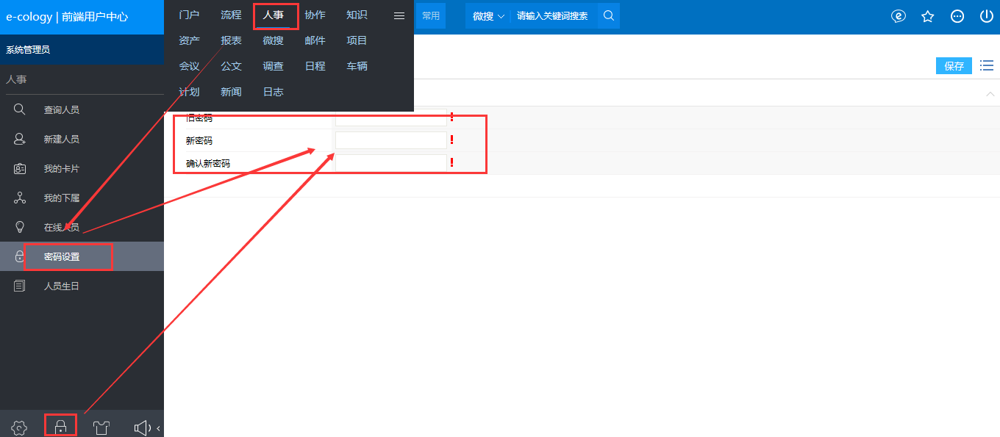 e-cology | 前端用户中心
门户 流程 人事 协作 知识
常用
微搜 请输入关键词搜索
系统管理员
资产 报表 微搜 邮件 项目
会议 公文 调查 日程 车辆
保存
人事
计划 新闻 日志
查询人员
旧密码
新建人员
新密码
我的卡片
确认新密码
我的下属
在线人员
密码设置
人员生日